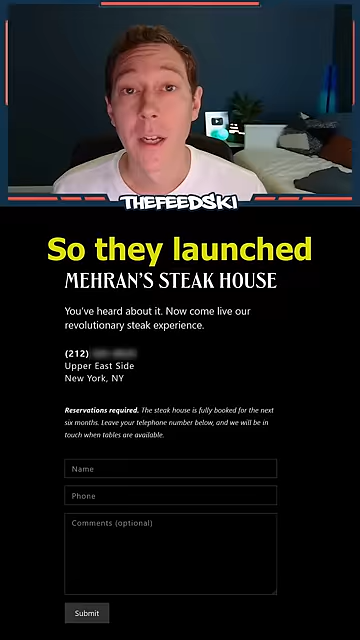 THEFEEDSKI
So they launched
MEHRAN'S STEAK HOUSE
You've heard about it. Now come live our
revolutionary steak experience.
(212)
Upper East Side
New York, NY
Reservations required. The steak house is fully booked for the next
six months. Leave your telephone number below, and we will be in
touch when tables are available.
Name
Phone
Comments (optional)
Submit